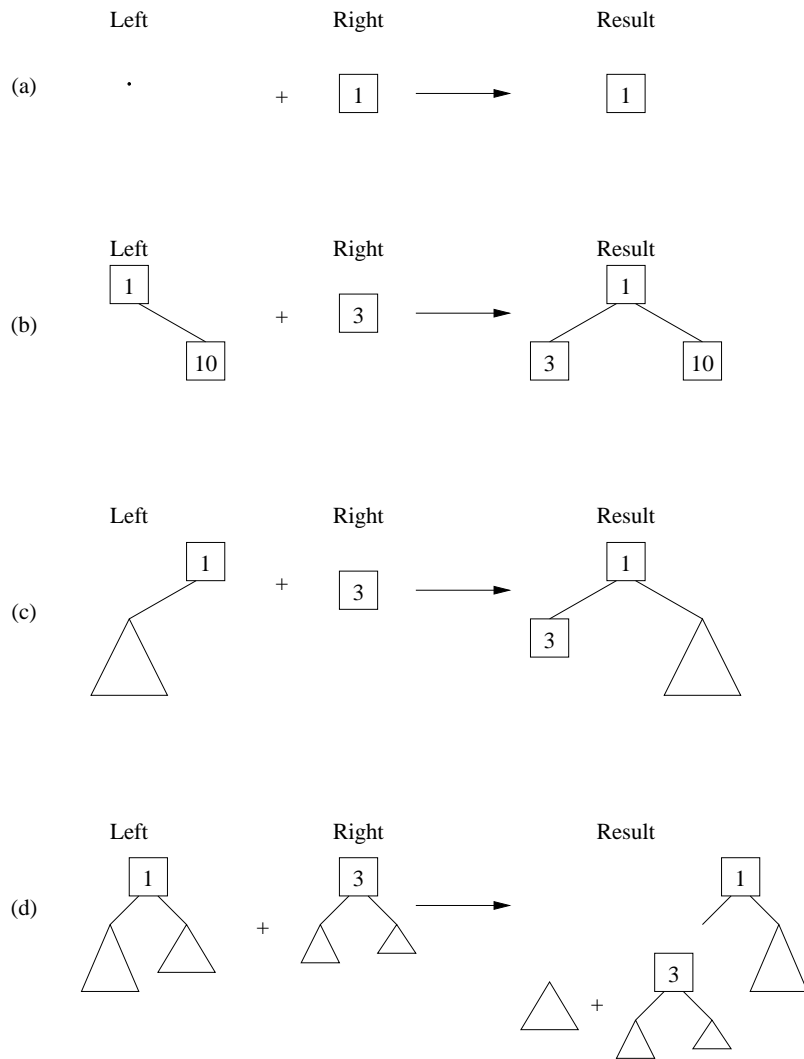 Left Right Result
(a) + 1 1
Left Right Result
1 1
(b) + 3
10 3 10
Left Right Result
1 1
(c) + 3
3
Left Right Result
1 3 1
(d) +
3
+